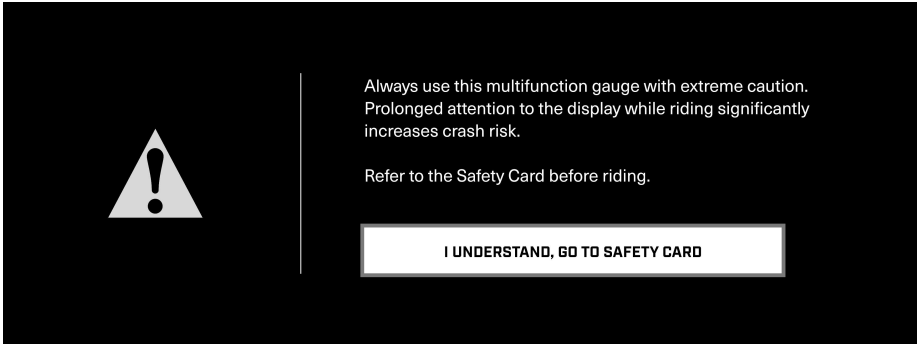 Always use this multifunction gauge with extreme caution.
Prolonged attention to the display while riding significantly
increases crash risk.
Refer to the Safety Card before riding.
I UNDERSTAND, GO TO SAFETY CARD